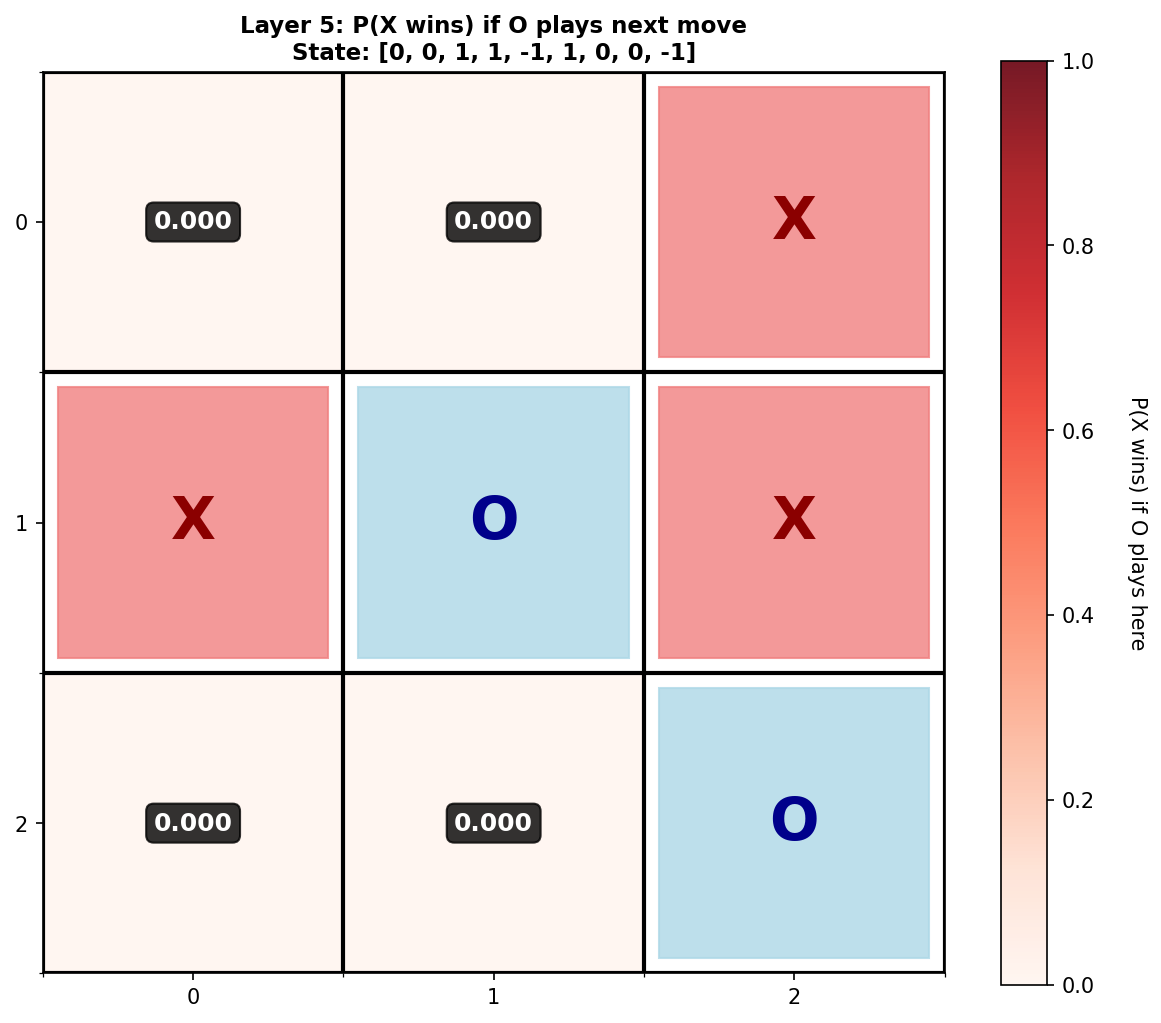 Layer 5: P(X wins) if O plays next move
State: [0, 0, 1, 1, -1, 1, 0, 0, -1]
0
0.000
0.000
X
1
X
O
X
2
0.000
0.000
O
0
1
2
1.0
0.8
0.6
0.4
0.2
0.0
P(X wins) if O plays here